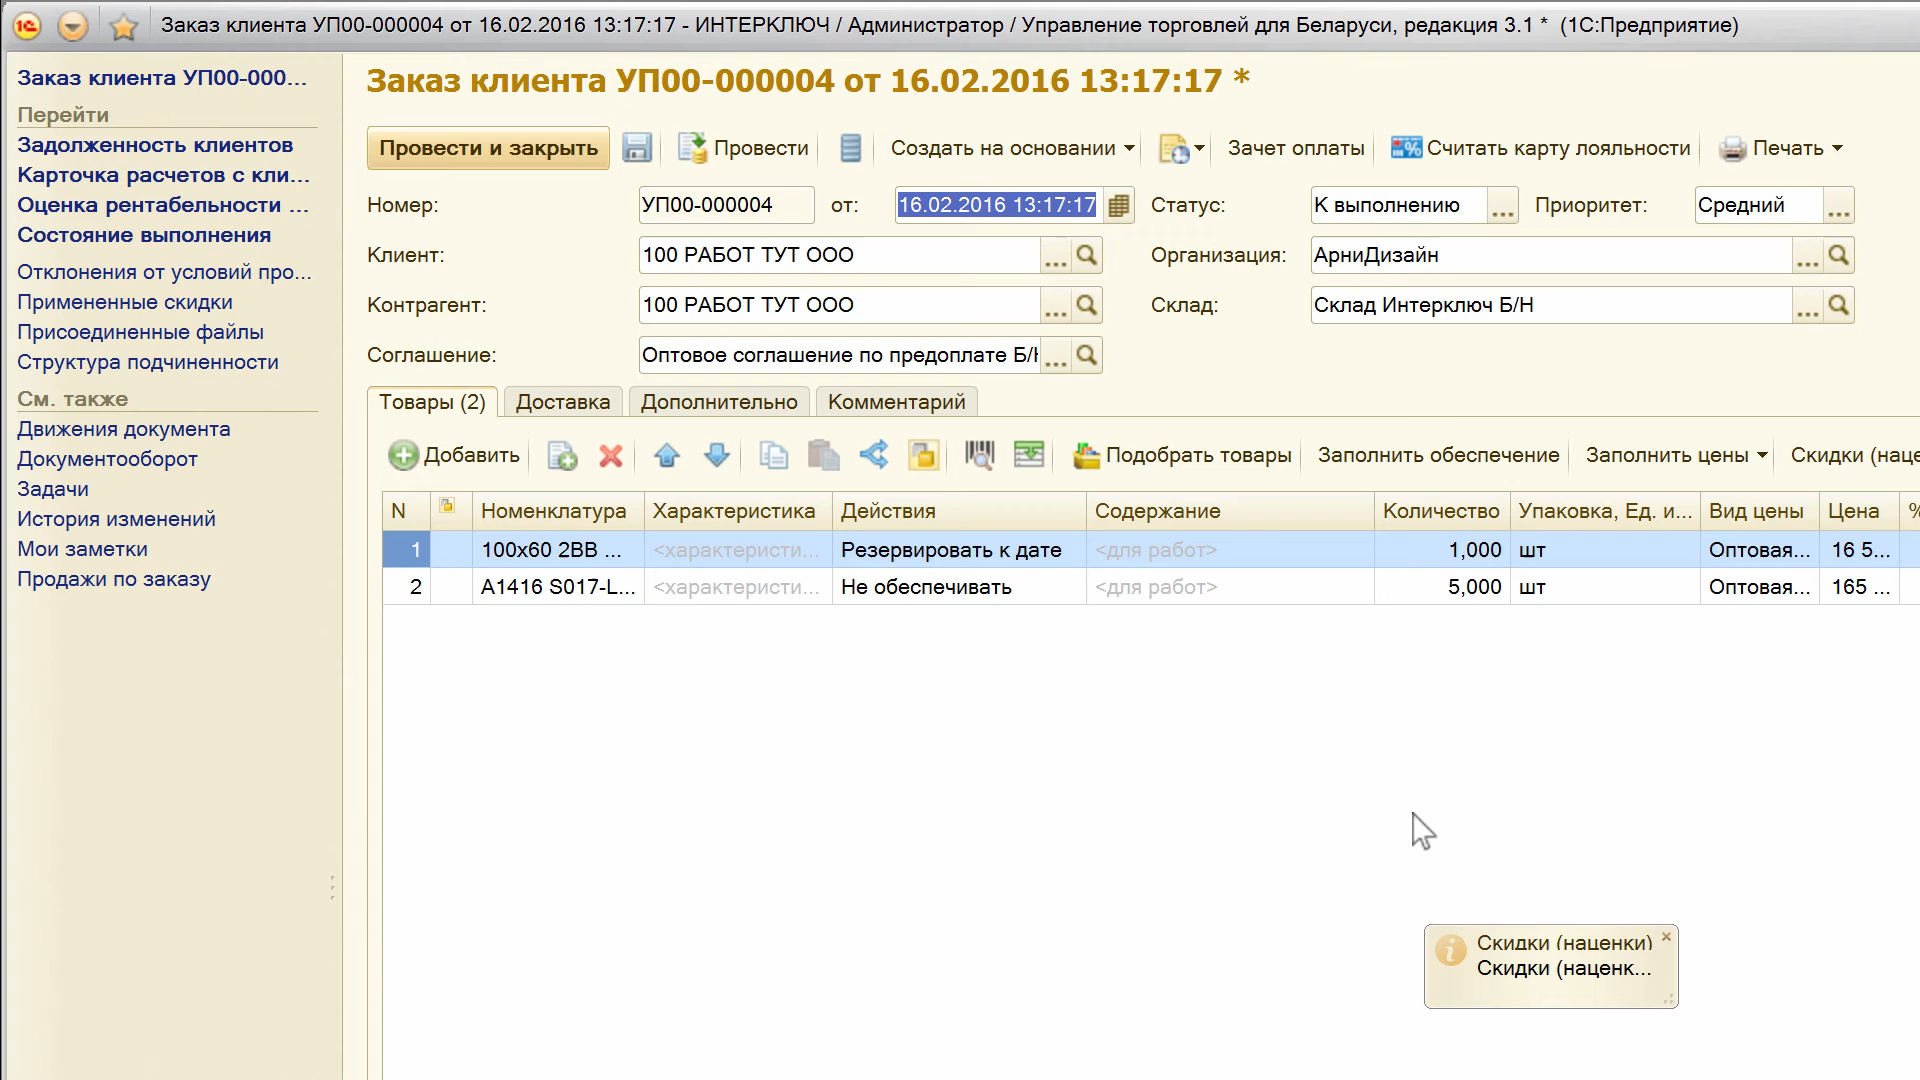 Заказ клиента УП00-000004 от 16.02.2016 13:17:17 - ИНТЕРКЛЮЧ / Администратор / Управление торговлей для Беларуси, редакция 3.1 * (1С:Предприятие)
Заказ клиента УП00-000...
Перейти
Задолженность клиентов
Карточка расчетов с кли...
Оценка рентабельности ...
Состояние выполнения
Отклонения от условий про...
Примененные скидки
Присоединенные файлы
Структура подчиненности
См. также
Движения документа
Документооборот
Задачи
История изменений
Мои заметки
Продажи по заказу
Заказ клиента УП00-000004 от 16.02.2016 13:17:17 *
Провести и закрыть Провести Создать на основании Зачет оплаты Считать карту лояльности Печать
Номер: УП00-000004 от: 16.02.2016 13:17:17 Статус: К выполнению ... Приоритет: Средний ...
Клиент: 100 РАБОТ ТУТ ООО ... Организация: АрниДизайн ...
Контрагент: 100 РАБОТ ТУТ ООО ... Склад: Склад Интерключ Б/Н ...
Соглашение: Оптовое соглашение по предоплате Б/ ...
Товары (2) Доставка Дополнительно Комментарий
Добавить Подобрать товары Заполнить обеспечение Заполнить цены Скидки (наце
N Номенклатура Характеристика Действия Содержание Количество Упаковка, Ед. и... Вид цены Цена %
1 100x60 2BB ... <характеристи... Резервировать к дате <для работ> 1,000 шт Оптовая... 16 5...
2 A1416 S017-L... <характеристи... Не обеспечивать <для работ> 5,000 шт Оптовая... 165 ...
Скидки (наценки)
Скидки (наценк...